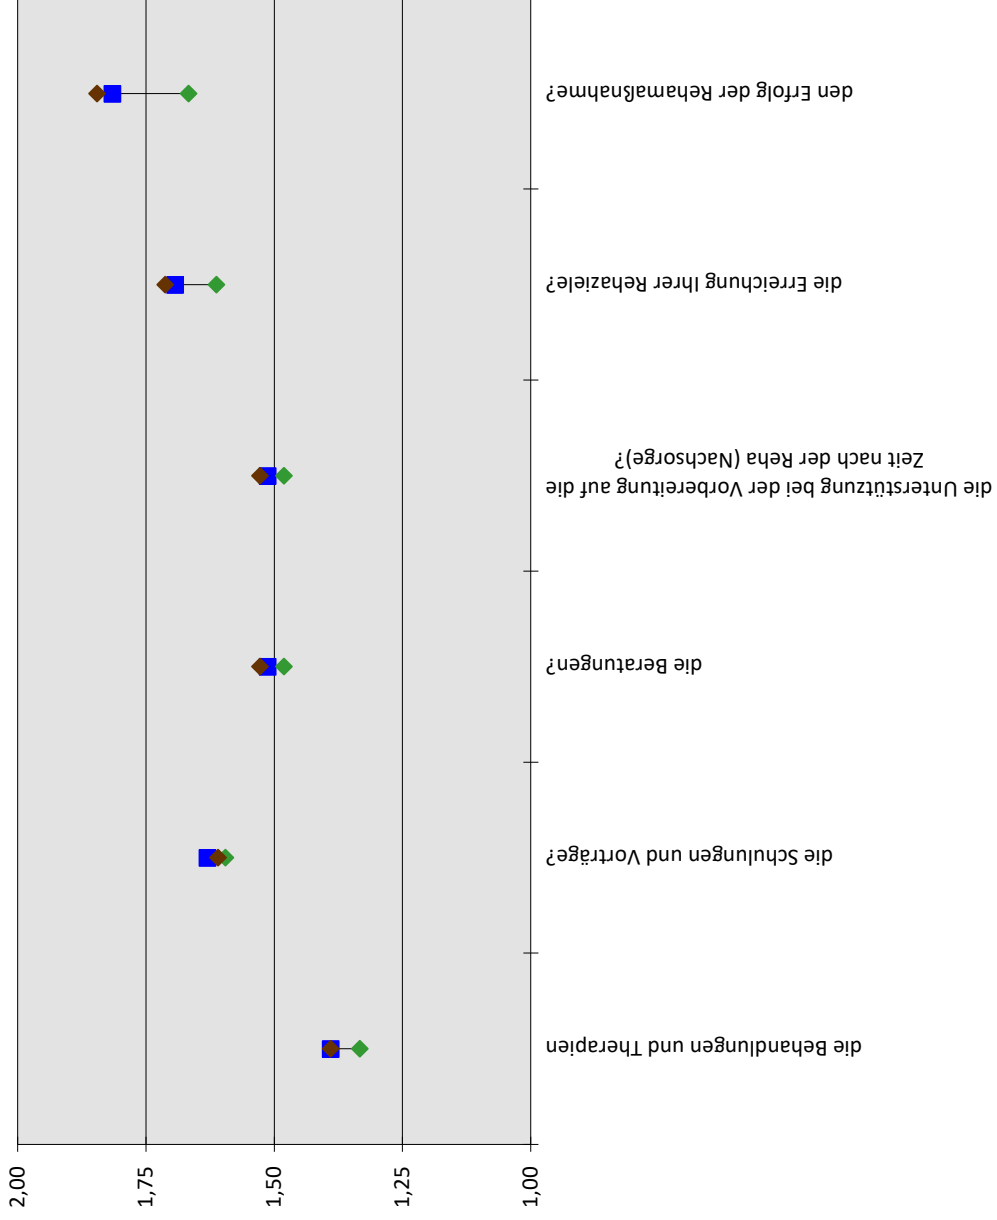 den Erfolg der Rehamaßnahme?
die Erreichung Ihrer Rehaziele?
die Unterstützung bei der Vorbereitung auf die
Zeit nach der Reha (Nachsorge)?
die Beratungen?
die Schulungen und Vorträge?
die Behandlungen und Therapien
2,00
1,75
1,50
1,25
1,00